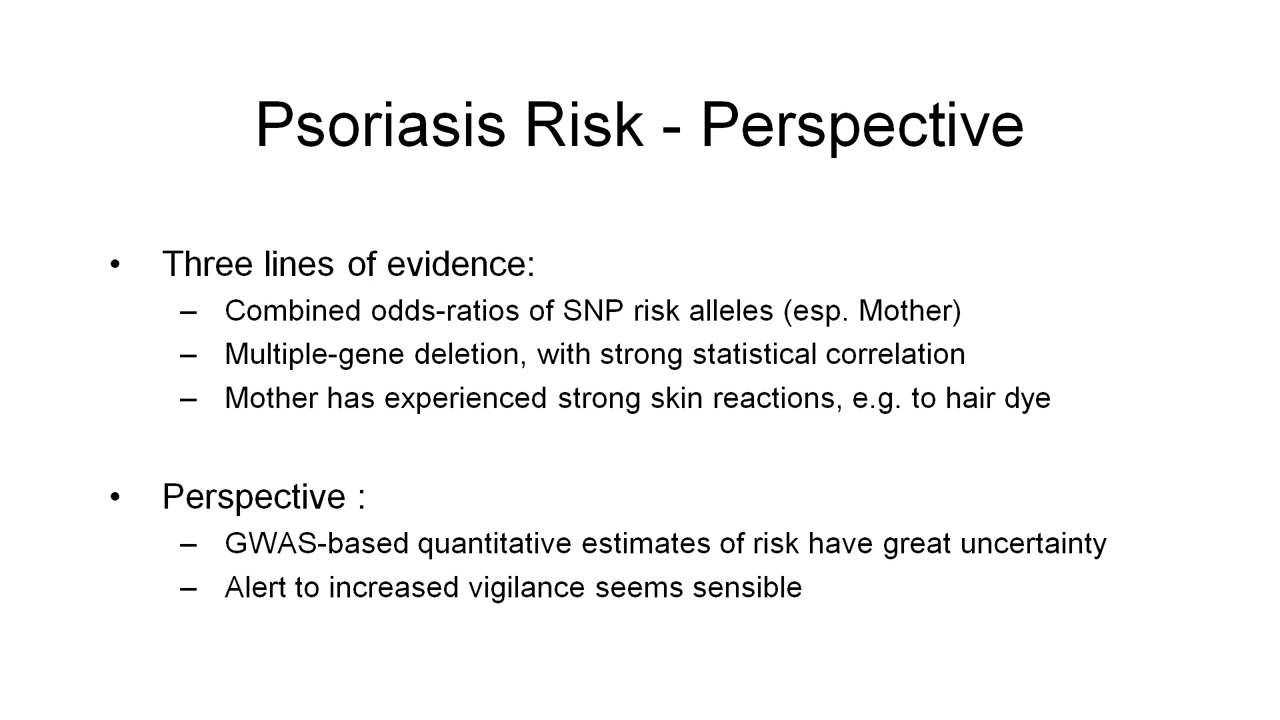 Psoriasis Risk - Perspective
• Three lines of evidence:
– Combined odds-ratios of SNP risk alleles (esp. Mother)
– Multiple-gene deletion, with strong statistical correlation
– Mother has experienced strong skin reactions, e.g. to hair dye
• Perspective :
– GWAS-based quantitative estimates of risk have great uncertainty
– Alert to increased vigilance seems sensible